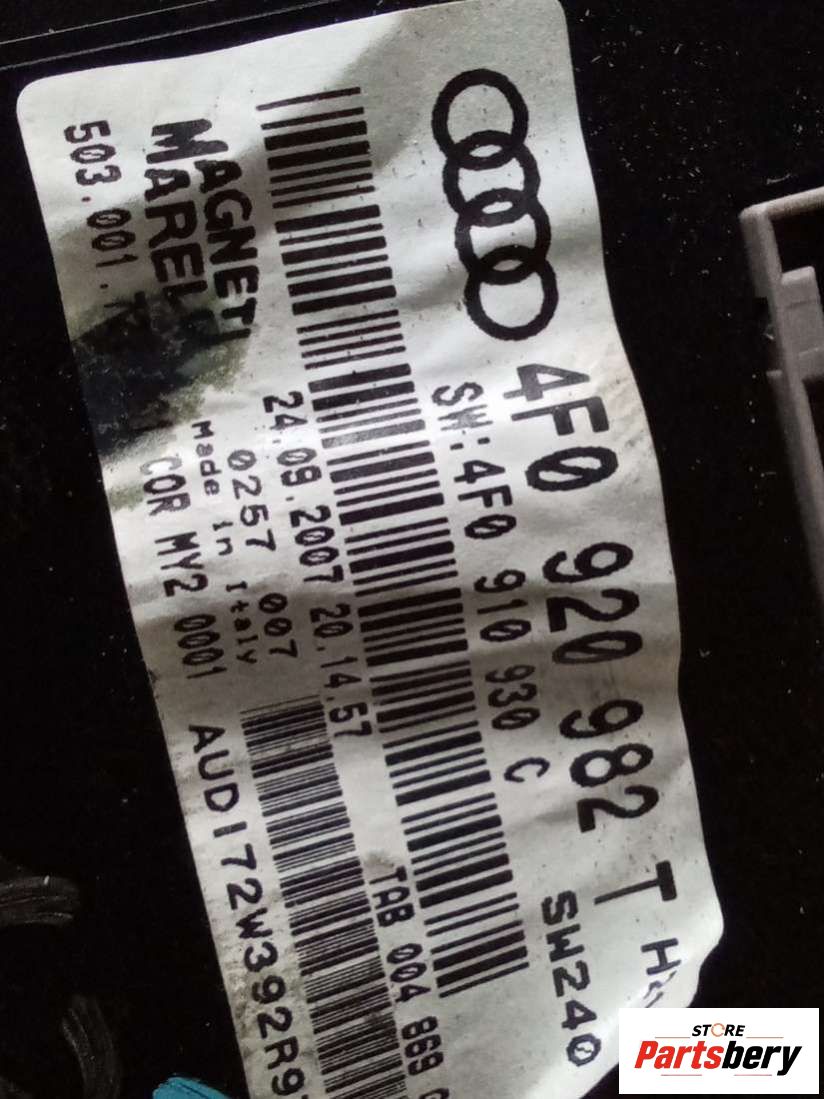 4F0 920 982 T
SW:4F0 910 930 C SW240
24.09.2007 20.14.57 TAB 004 869
MAGNETI 0257 007
MARELLI Made in Italy AUDI72W392R9
503.001. COR MY2 0001
STORE
Partsbery